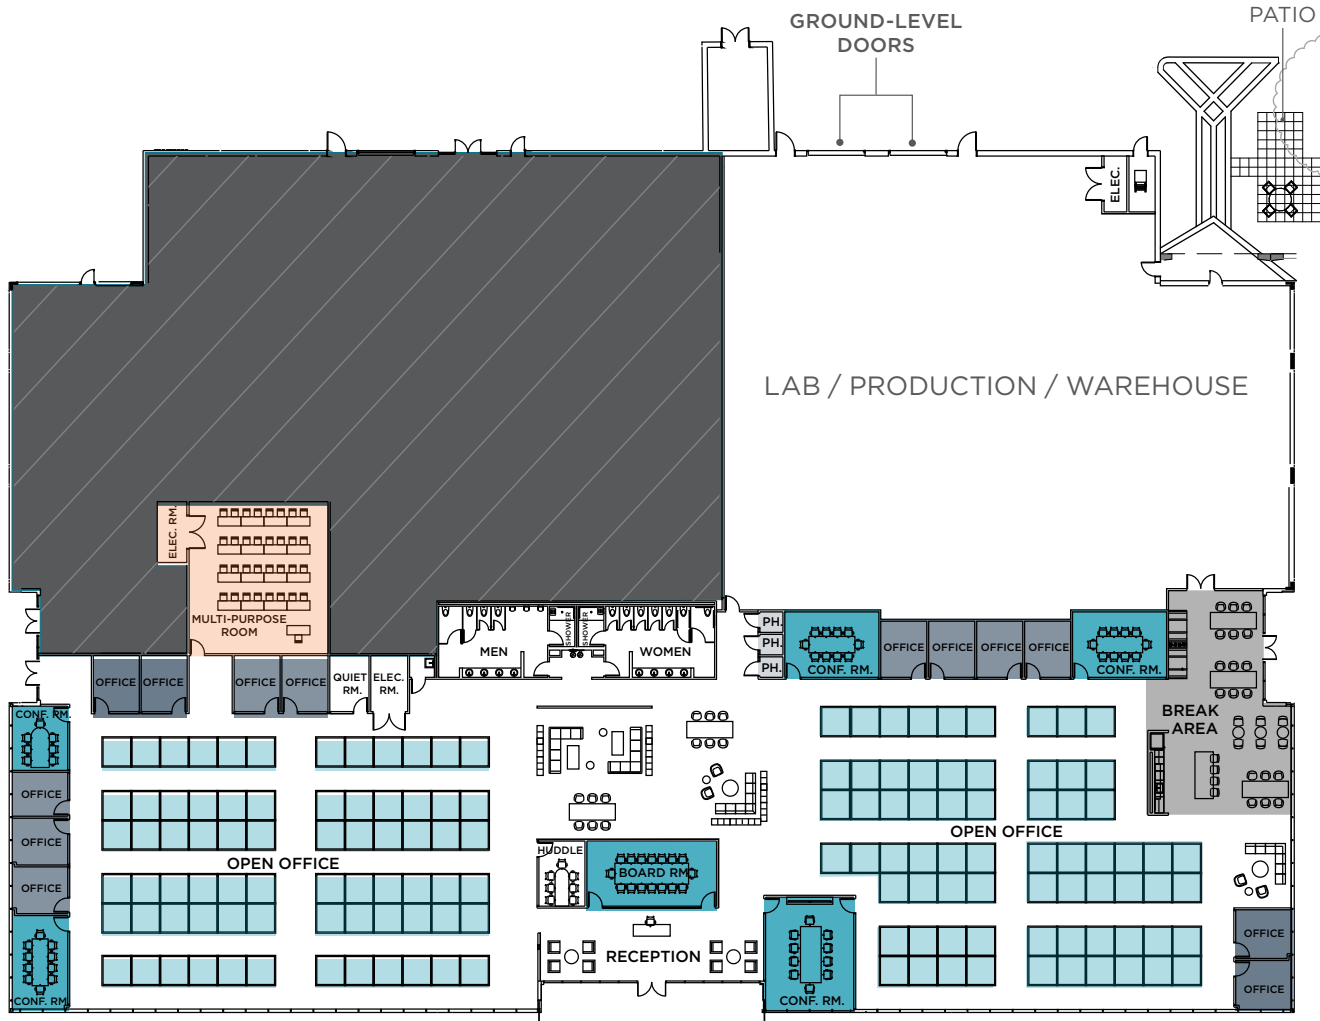 PATIO
GROUND-LEVEL
DOORS
ELEC.
LAB / PRODUCTION / WAREHOUSE
ELEC. RM.
MULTI-PURPOSE
ROOM
SHOWER
SHOWER
MEN
WOMEN
PH.
PH.
PH.
CONF. RM.
OFFICE
OFFICE
OFFICE
OFFICE
CONF. RM.
OFFICE
OFFICE
OFFICE
OFFICE
QUIET
RM.
ELEC.
RM.
CONF. RM.
BREAK
AREA
OFFICE
OFFICE
OFFICE
OPEN OFFICE
OPEN OFFICE
HUDDLE
BOARD RM.
RECEPTION
CONF. RM.
CONF. RM.
OFFICE
OFFICE